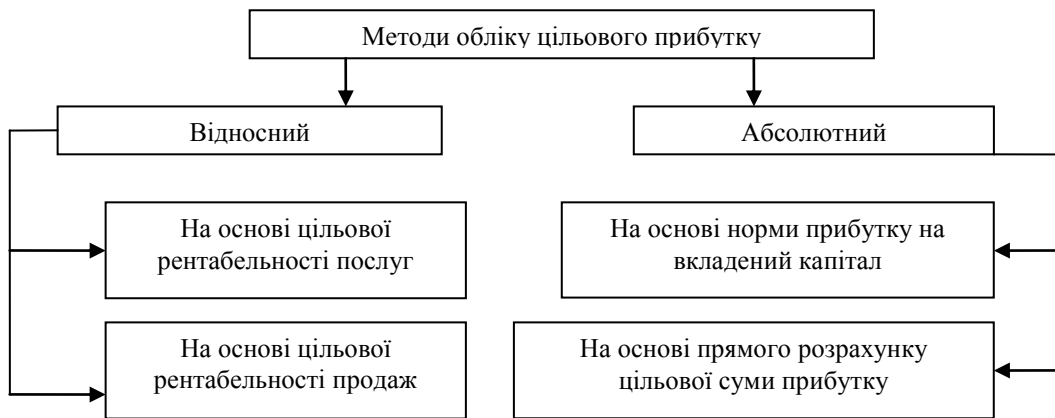 Методи обліку цільового прибутку
Відносний
Абсолютний
На основі цільової
рентабельності послуг
На основі норми прибутку на
вкладений капітал
На основі цільової
рентабельності продаж
На основі прямого розрахунку
цільової суми прибутку